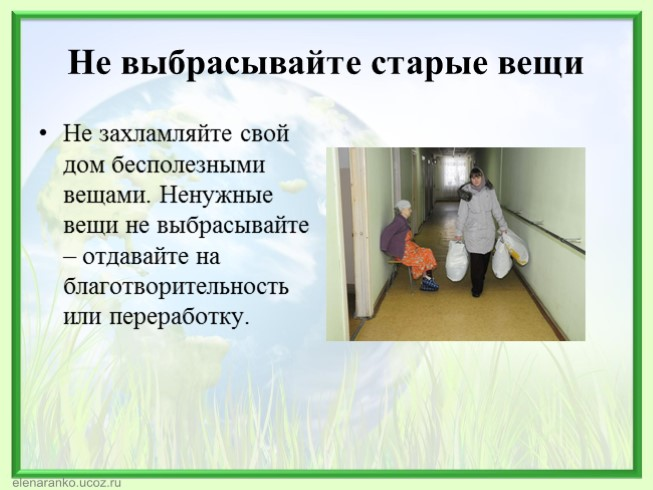 Не выбрасывайте старые вещи
• Не захламляйте свой
дом бесполезными
вещами. Ненужные
вещи не выбрасывайте
– отдавайте на
благотворительность
или переработку.
elenaranko.ucoz.ru